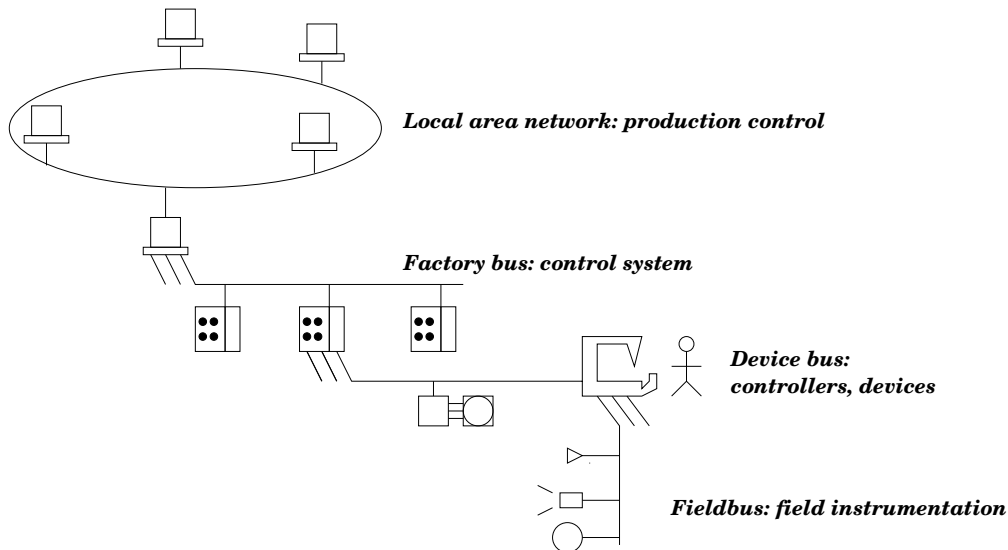 Local area network: production control
Factory bus: control system
Device bus:
controllers, devices
Fieldbus: field instrumentation